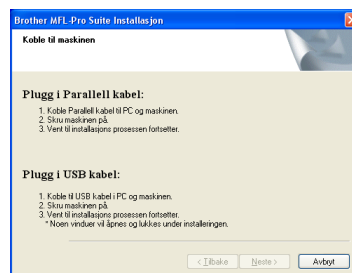 Brother MFL-Pro Suite Installasjon
Koble til maskinen
Plugg i Parallell kabel:
1. Koble Parallell kabel til PC og maskinen.
2. Skru maskinen på.
3. Vent til installasjons prosessen fortsetter.
Plugg i USB kabel:
1. Koble til USB kabel i PC og maskinen.
2. Skru maskinen på.
3. Vent til installasjons prosessen fortsetter.
* Noen vinduer vil åpnes og lukkes under installeringen.
< Tilbake Neste > Avbryt